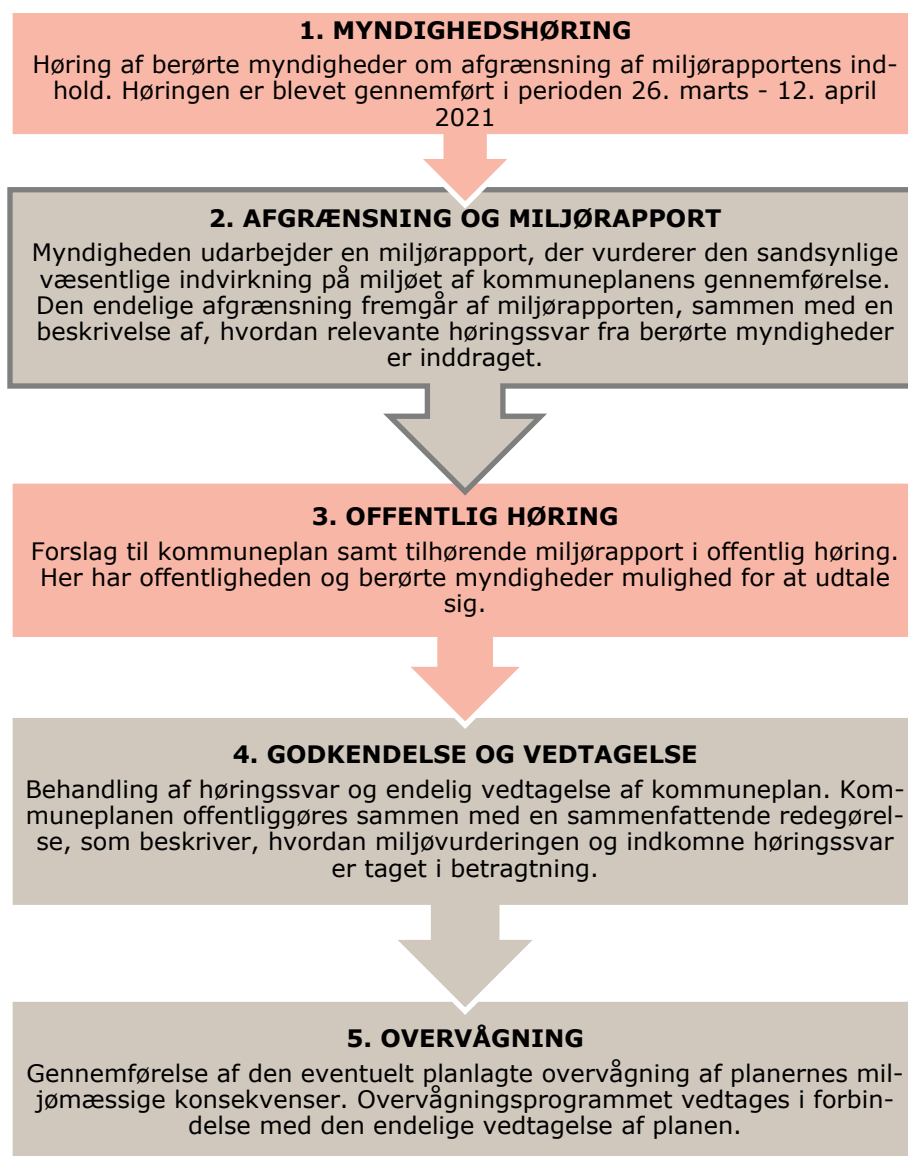 1. MYNDIGHEDSHØRING
Høring af berørte myndigheder om afgrænsning af miljørapportens ind-
hold. Høringen er blevet gennemført i perioden 26. marts - 12. april
2021
2. AFGRÆNSNING OG MILJØRAPPORT
Myndigheden udarbejder en miljørapport, der vurderer den sandsynlige
væsentlige indvirkning på miljøet af kommuneplanens gennemførelse.
Den endelige afgrænsning fremgår af miljørapporten, sammen med en
beskrivelse af, hvordan relevante høringssvar fra berørte myndigheder
er inddraget.
3. OFFENTLIG HØRING
Forslag til kommuneplan samt tilhørende miljørapport i offentlig høring.
Her har offentligheden og berørte myndigheder mulighed for at udtale
sig.
4. GODKENDELSE OG VEDTAGELSE
Behandling af høringssvar og endelig vedtagelse af kommuneplan. Kom-
muneplanen offentliggøres sammen med en sammenfattende redegørel-
se, som beskriver, hvordan miljøvurderingen og indkomne høringssvar
er taget i betragtning.
5. OVERVÅGNING
Gennemførelse af den eventuelt planlagte overvågning af planernes mil-
jømæssige konsekvenser. Overvågningsprogrammet vedtages i forbin-
delse med den endelige vedtagelse af planen.